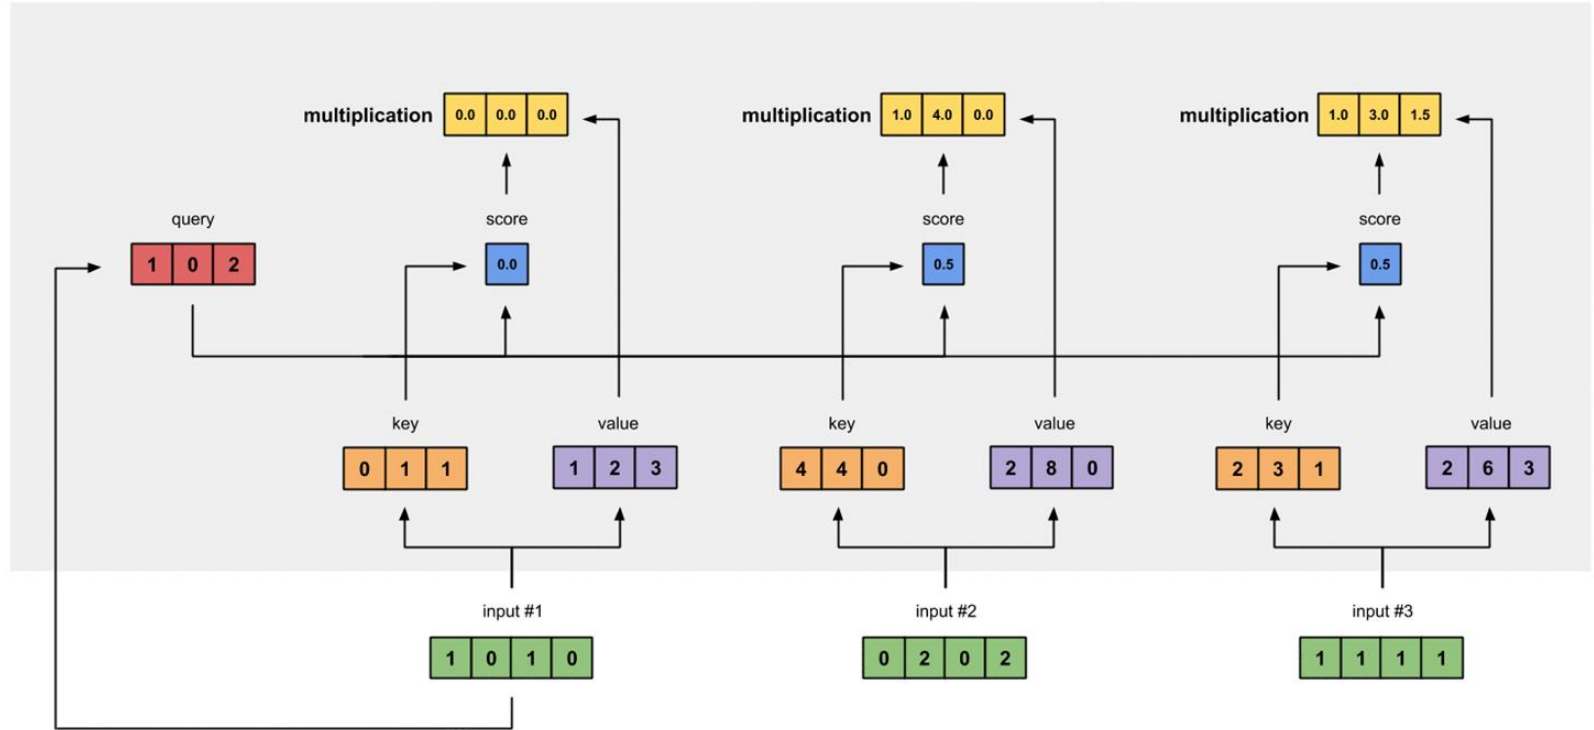 multiplication 0.0 0.0 0.0
multiplication 1.0 4.0 0.0
multiplication 1.0 3.0 1.5
query
score
score
score
1 0 2
0.0
0.5
0.5
key
value
key
value
key
value
0 1 1
1 2 3
4 4 0
2 8 0
2 3 1
2 6 3
input #1
input #2
input #3
1 0 1 0
0 2 0 2
1 1 1 1